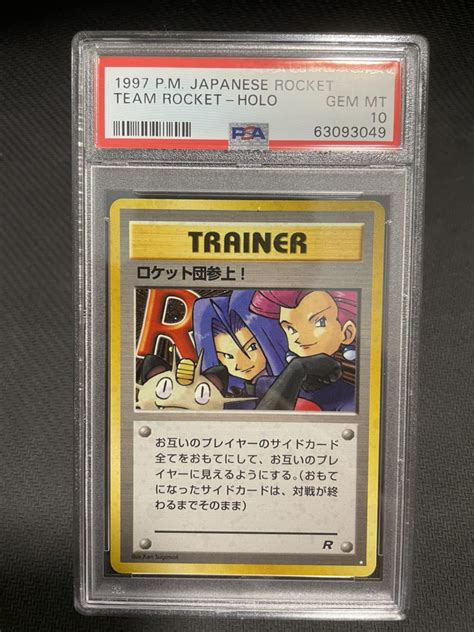 1997 P.M. JAPANESE ROCKET
TEAM ROCKET-HOLO
GEM MT
10
PSA
63093049
TRAINER
ロケット団参上！
R
お互いのプレイヤーのサイドカード
全てをおもてにして、お互いのプレ
イヤーに見えるようにする。（おもて
になったサイドカードは、対戦が終
わるまでそのまま）
R
Illus. Ken Sugimori